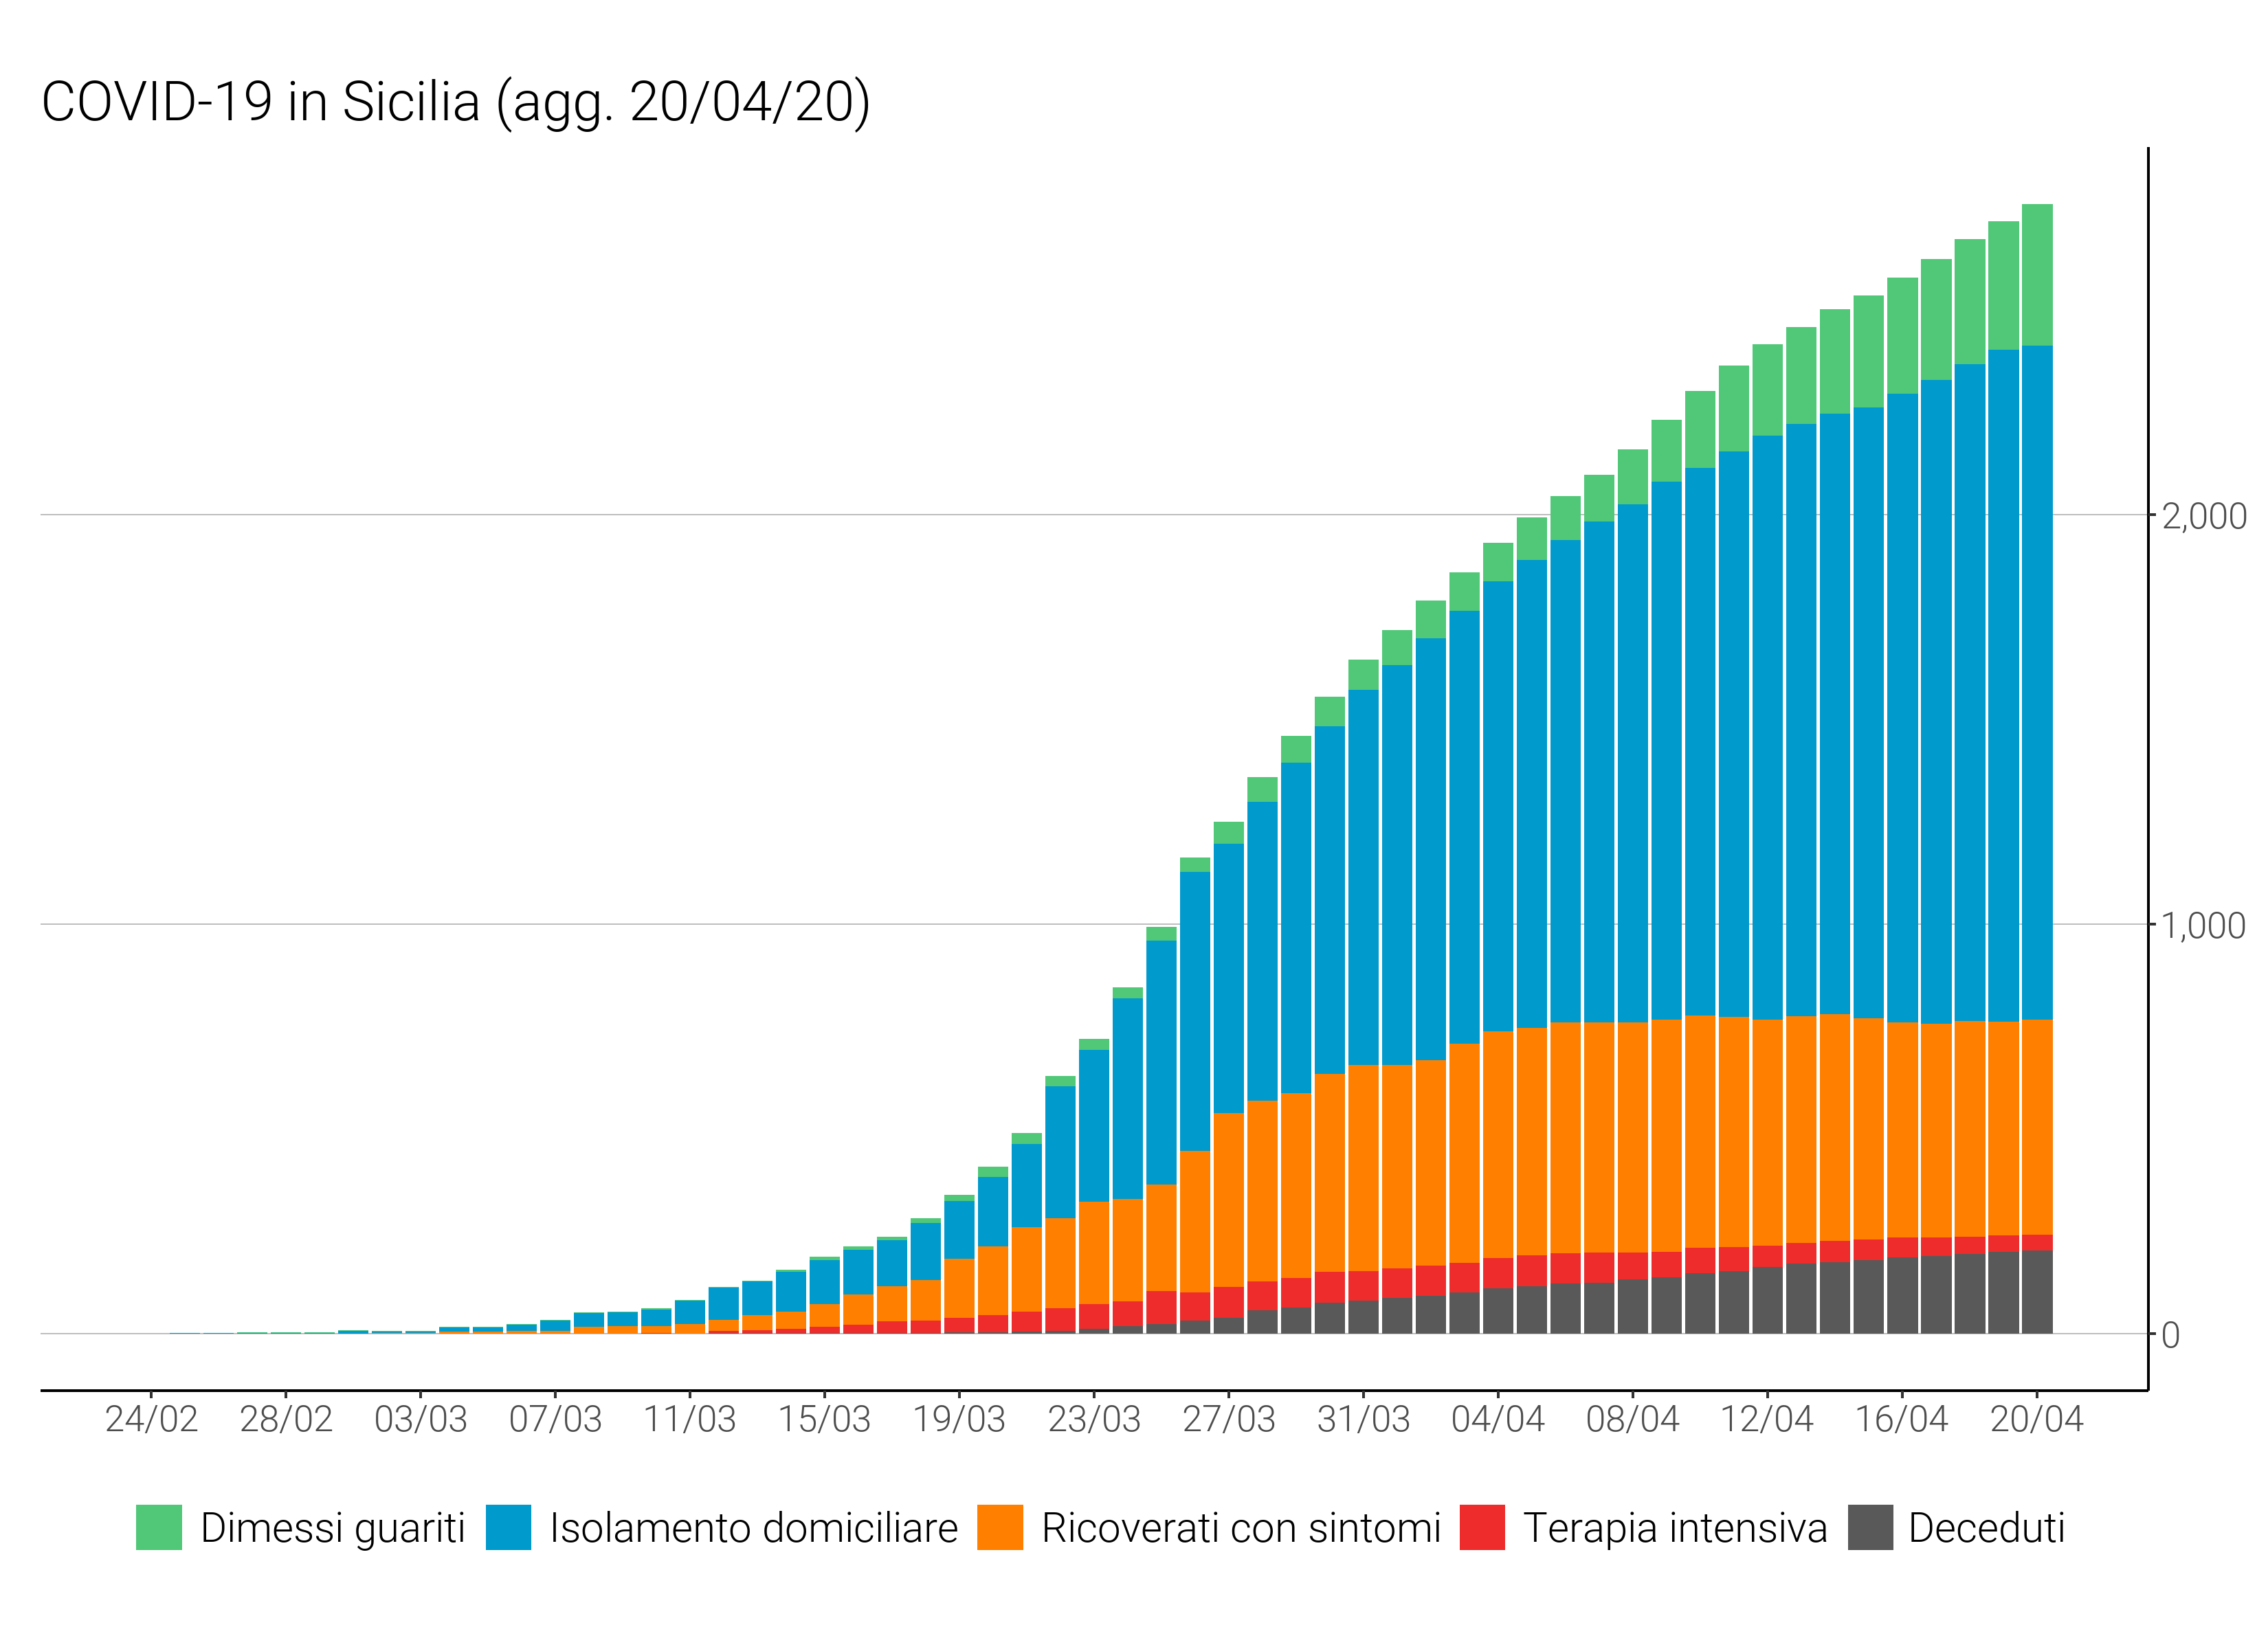 COVID-19 in Sicilia (agg. 20/04/20)
2,000
1,000
0
24/02 28/02 03/03 07/03 11/03 15/03 19/03 23/03 27/03 31/03 04/04 08/04 12/04 16/04 20/04
Dimessi guariti Isolamento domiciliare Ricoverati con sintomi Terapia intensiva Deceduti